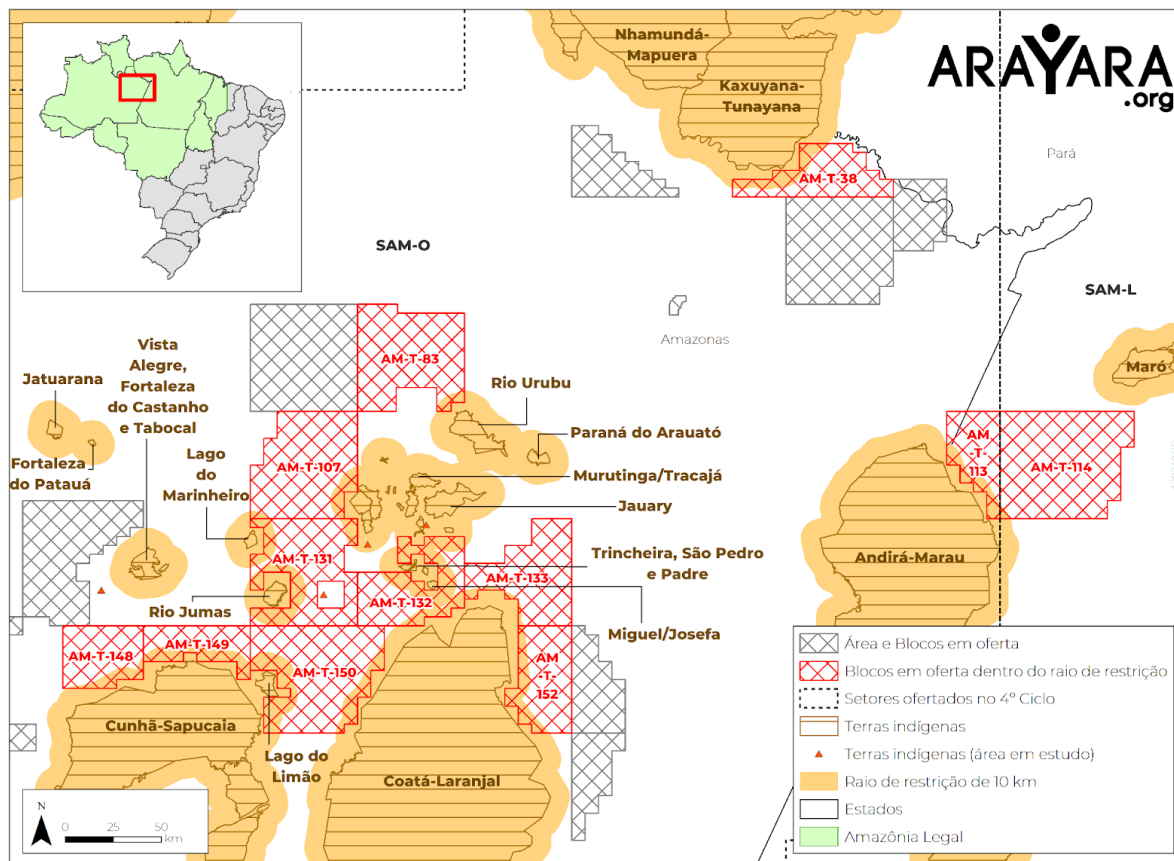 ARAYARA
.org
Nhamundá-
Mapuera
Kaxuyana-
Tunayana
Pará
AM-T-38
SAM-O
SAM-L
Amazonas
Maró
Vista
Alegre,
Fortaleza
do Castanho
e Tabocal
Jatuarana
Fortaleza
do Patauá
Lago
do
Marinheiro
AM-T-83
Rio Urubu
Paraná do Arauató
AM-T-107
Murutinga/Tracajá
Jauary
AM
-T-
113
AM-T-114
Andirá-Marau
AM-T-131
Trincheira, São Pedro
e Padre
AM-T-133
AM-T-132
Rio Jumas
Miguel/Josefa
AM-T-148
AM-T-149
AM-T-150
AM
-T-
152
Cunhã-Sapucaia
Lago do
Limão
Coatá-Laranjal
N
0 25 50
km
Área e Blocos em oferta
Blocos em oferta dentro do raio de restrição
Setores ofertados no 4º Ciclo
Terras indígenas
Terras indígenas (área em estudo)
Raio de restrição de 10 km
Estados
Amazônia Legal